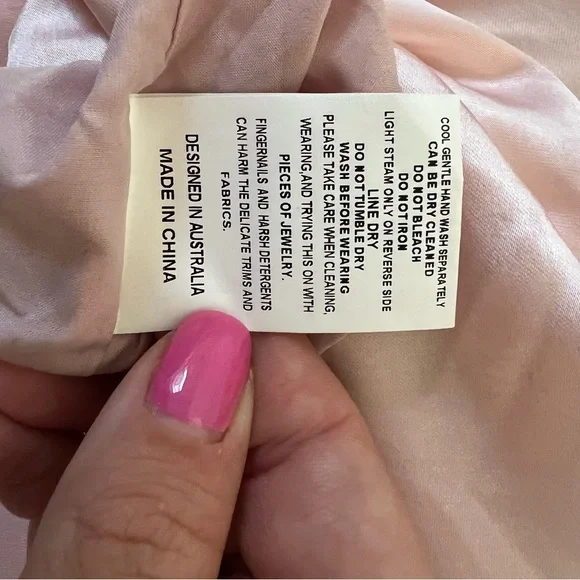 COOL GENTLE HAND WASH SEPARATELY
CAN BE DRY CLEANED
DO NOT BLEACH
DO NOT IRON
LIGHT STEAM ONLY ON REVERSE SIDE
LINE DRY
DO NOT TUMBLE DRY
WASH BEFORE WEARING
PLEASE TAKE CARE WHEN CLEANING,
WEARING,AND TRYING THIS ON WITH
PIECES OF JEWELRY.
FINGERNAILS AND HARSH DETERGENTS
CAN HARM THE DELICATE TRIMS AND
FABRICS.
DESIGNED IN AUSTRALIA
MADE IN CHINA